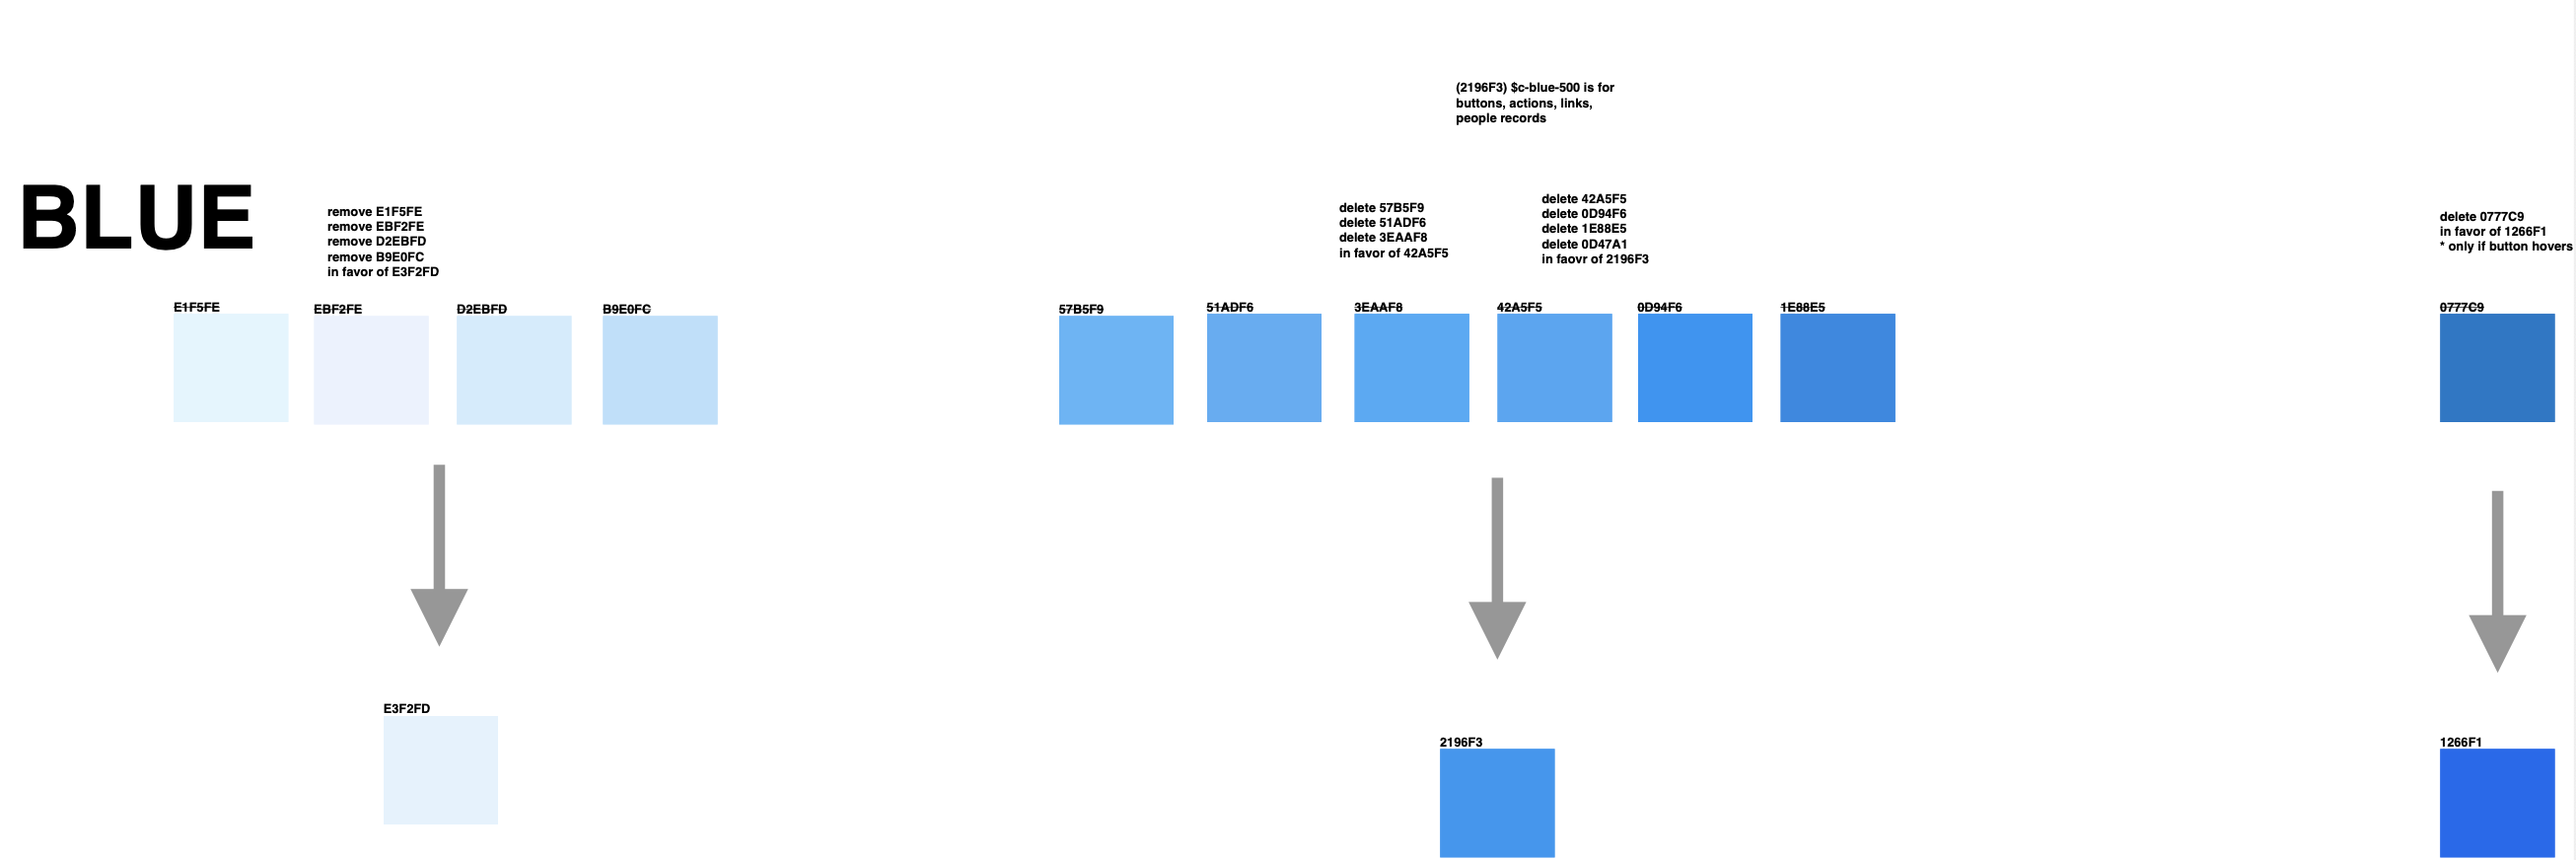 (2196F3) $c-blue-500 is for
buttons, actions, links,
people records
BLUE
remove E1F5FE
remove EBF2FE
remove D2EBFD
remove B9E0FC
in favor of E3F2FD
delete 57B5F9
delete 51ADF6
delete 3EAAF8
in favor of 42A5F5
delete 42A5F5
delete 0D94F6
delete 1E88E5
delete 0D47A1
in faovr of 2196F3
delete 0777C9
in favor of 1266F1
* only if button hovers
E1F5FE
EBF2FE
D2EBFD
B9E0FC
57B5F9
51ADF6
3EAAF8
42A5F5
0D94F6
1E88E5
0777C9
E3F2FD
2196F3
1266F1